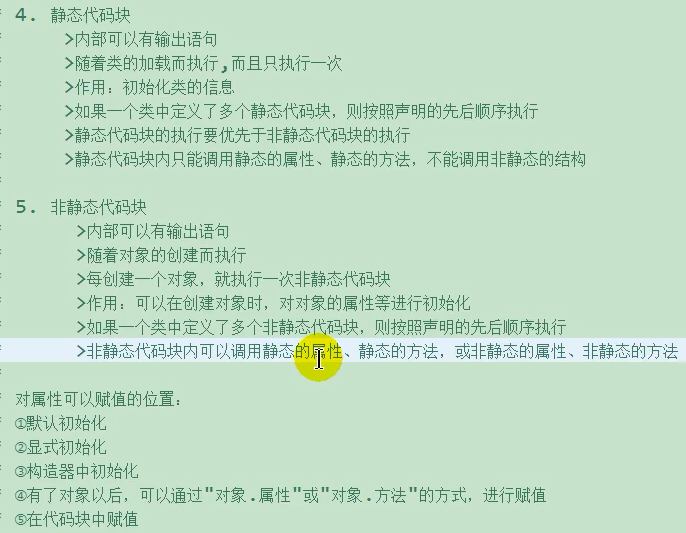 * 4. 静态代码块
* >内部可以有输出语句
* >随着类的加载而执行,而且只执行一次
* >作用：初始化类的信息
* >如果一个类中定义了多个静态代码块，则按照声明的先后顺序执行
* >静态代码块的执行要优先于非静态代码块的执行
* >静态代码块内只能调用静态的属性、静态的方法，不能调用非静态的结构
*
* 5. 非静态代码块
* >内部可以有输出语句
* >随着对象的创建而执行
* >每创建一个对象，就执行一次非静态代码块
* >作用：可以在创建对象时，对对象的属性等进行初始化
* >如果一个类中定义了多个非静态代码块，则按照声明的先后顺序执行
* >非静态代码块内可以调用静态的属性、静态的方法，或非静态的属性、非静态的方法
*
* 对属性可以赋值的位置：
* ①默认初始化
* ②显式初始化
* ③构造器中初始化
* ④有了对象以后，可以通过"对象.属性"或"对象.方法"的方式，进行赋值
* ⑤在代码块中赋值